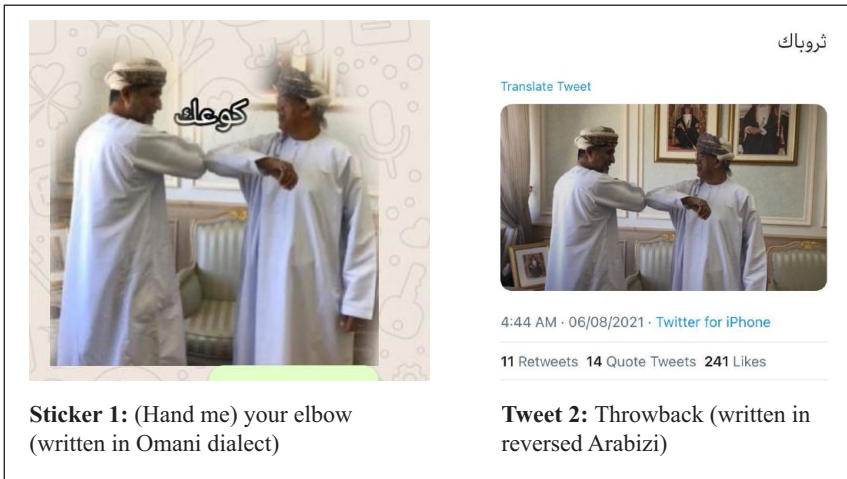 كوعك
Sticker 1: (Hand me) your elbow
(written in Omani dialect)
ثروباك
Translate Tweet
4:44 AM · 06/08/2021 · Twitter for iPhone
11 Retweets 14 Quote Tweets 241 Likes
Tweet 2: Throwback (written in
reversed Arabizi)